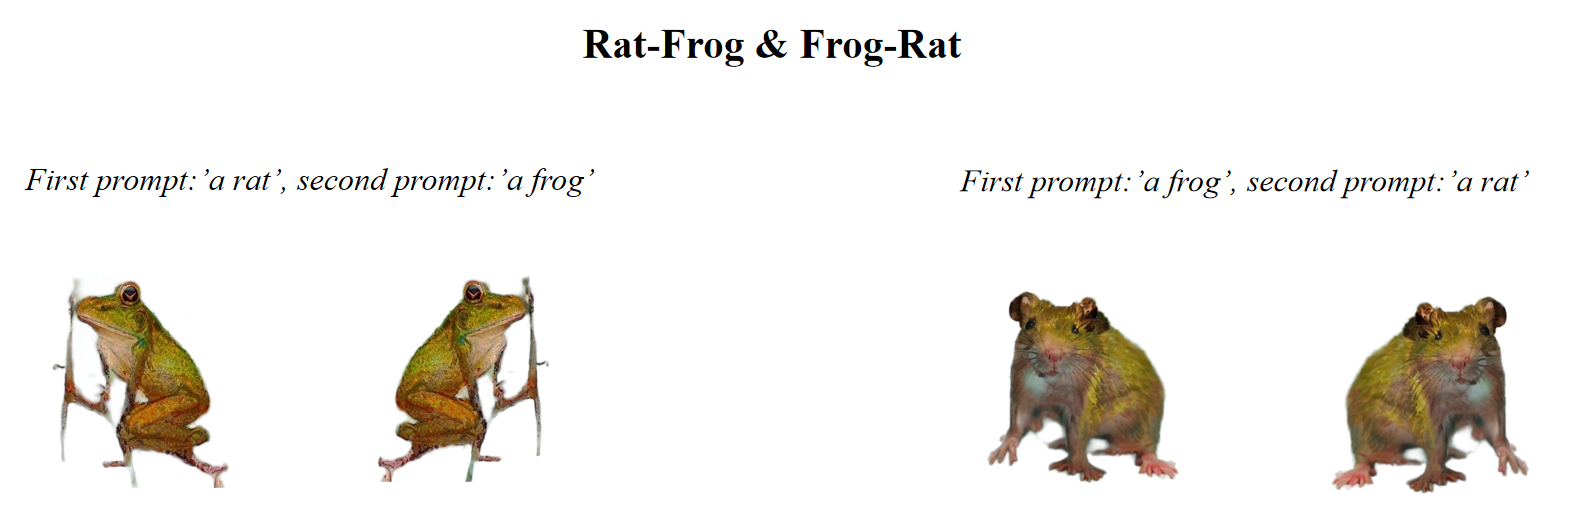 Rat-Frog & Frog-Rat
First prompt:’a rat’, second prompt:’a frog’
First prompt:’a frog’, second prompt:’a rat’